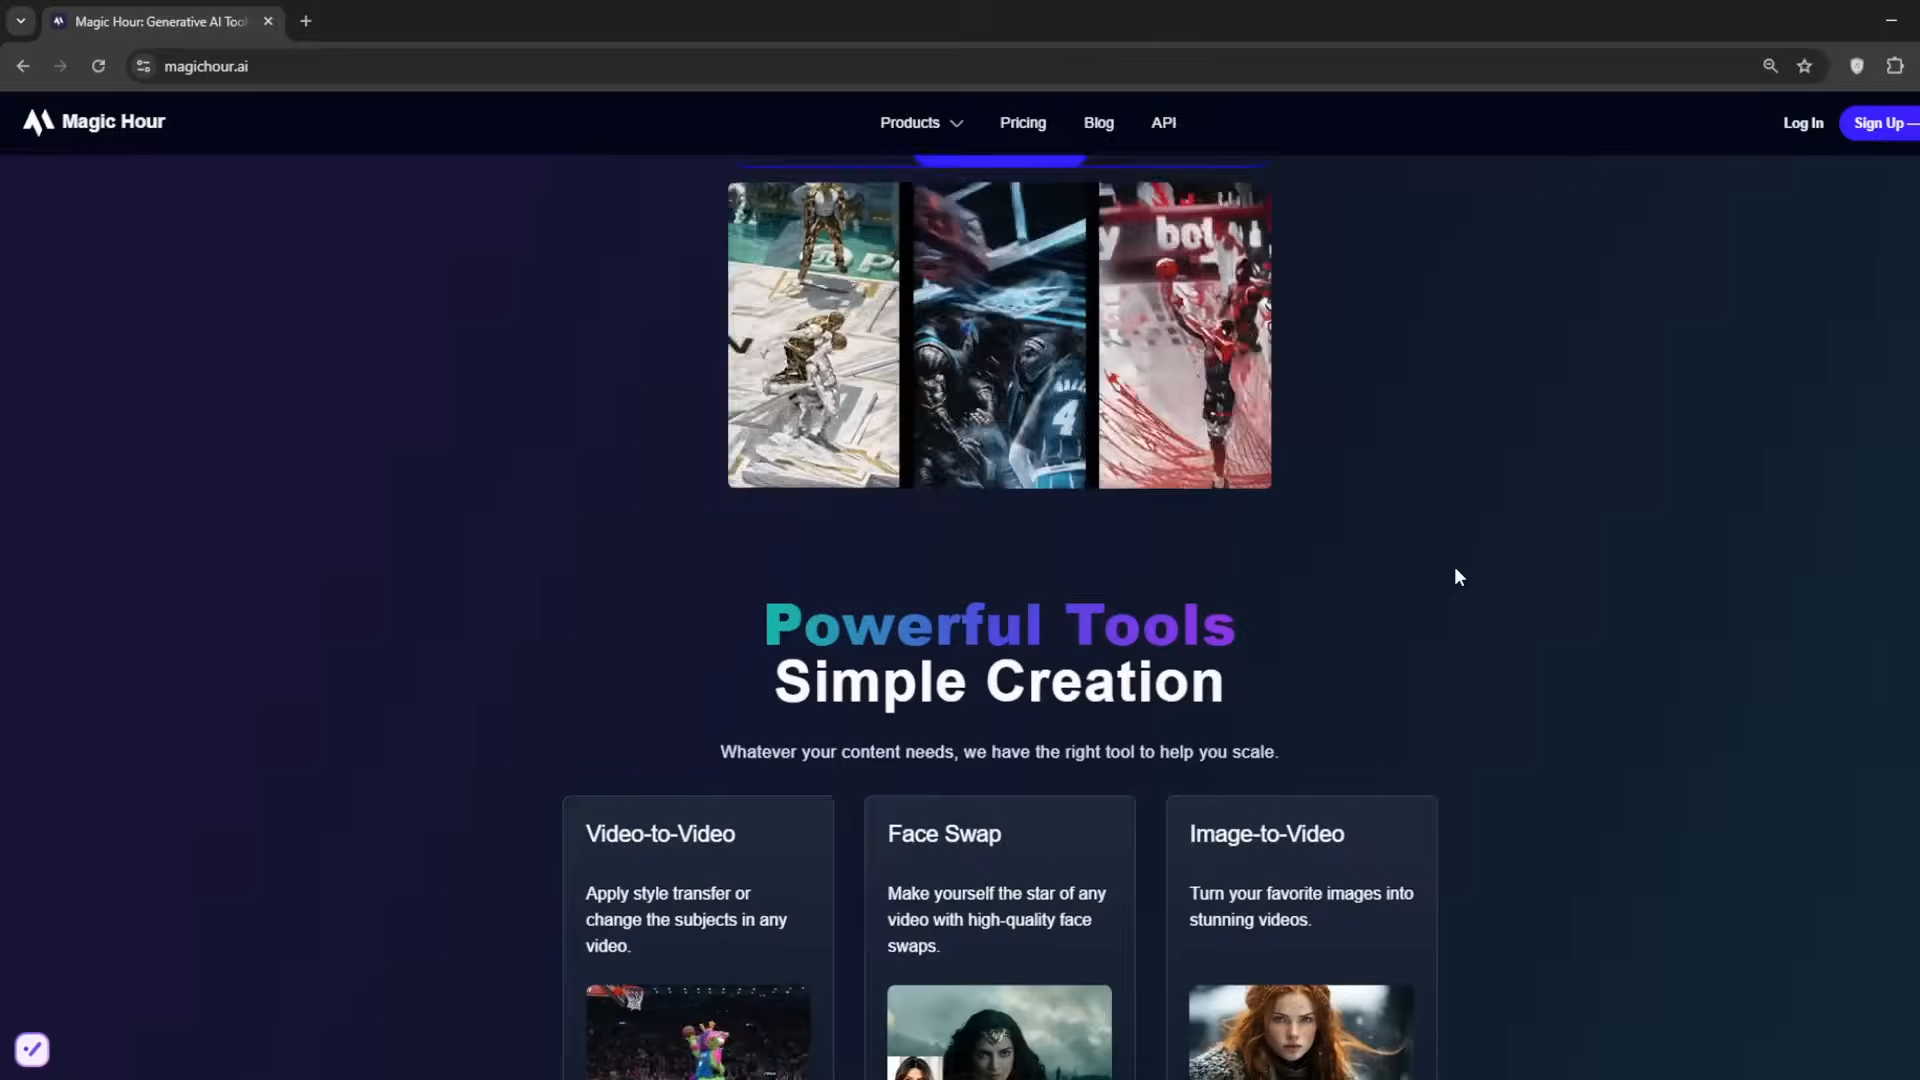 Magic Hour: Generative AI Too
magichour.ai
Magic Hour
Products
Pricing
Blog
API
Log In
Sign Up
4
Powerful Tools
Simple Creation
Whatever your content needs, we have the right tool to help you scale.
Video-to-Video
Apply style transfer or
change the subjects in any
video.
Face Swap
Make yourself the star of any
video with high-quality face
swaps.
Image-to-Video
Turn your favorite images into
stunning videos.